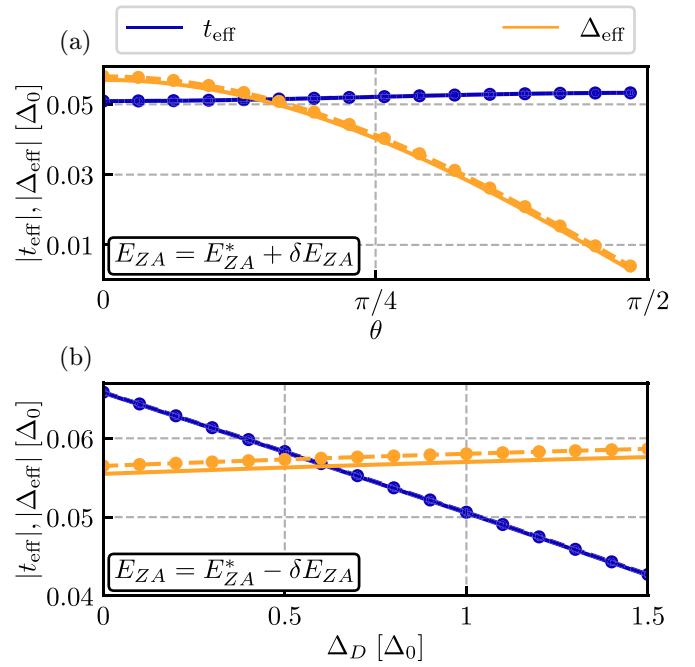 (a)
t_eff Δ_eff
|t_eff|, |Δ_eff| [Δ_0]
0.05
0.03
0.01
E_ZA = E*_ZA + δE_ZA
0 π/4 π/2
θ
(b)
|t_eff|, |Δ_eff| [Δ_0]
0.06
0.05
0.04
E_ZA = E*_ZA − δE_ZA
0 0.5 1 1.5
Δ_D [Δ_0]